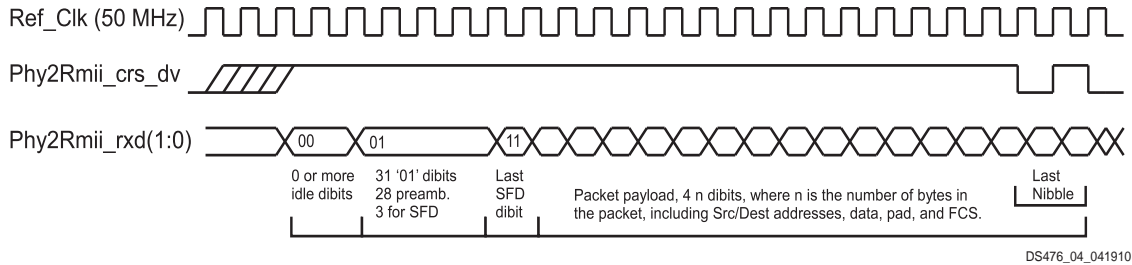 Ref_Clk (50 MHz)
Phy2Rmii_crs_dv
Phy2Rmii_rxd(1:0)
00
01
11
0 or more
idle dibits
31 ‘01’ dibits
28 preamb.
3 for SFD
Last
SFD
dibit
Packet payload, 4 n dibits, where n is the number of bytes in
the packet, including Src/Dest addresses, data, pad, and FCS.
Last
Nibble
DS476_04_041910